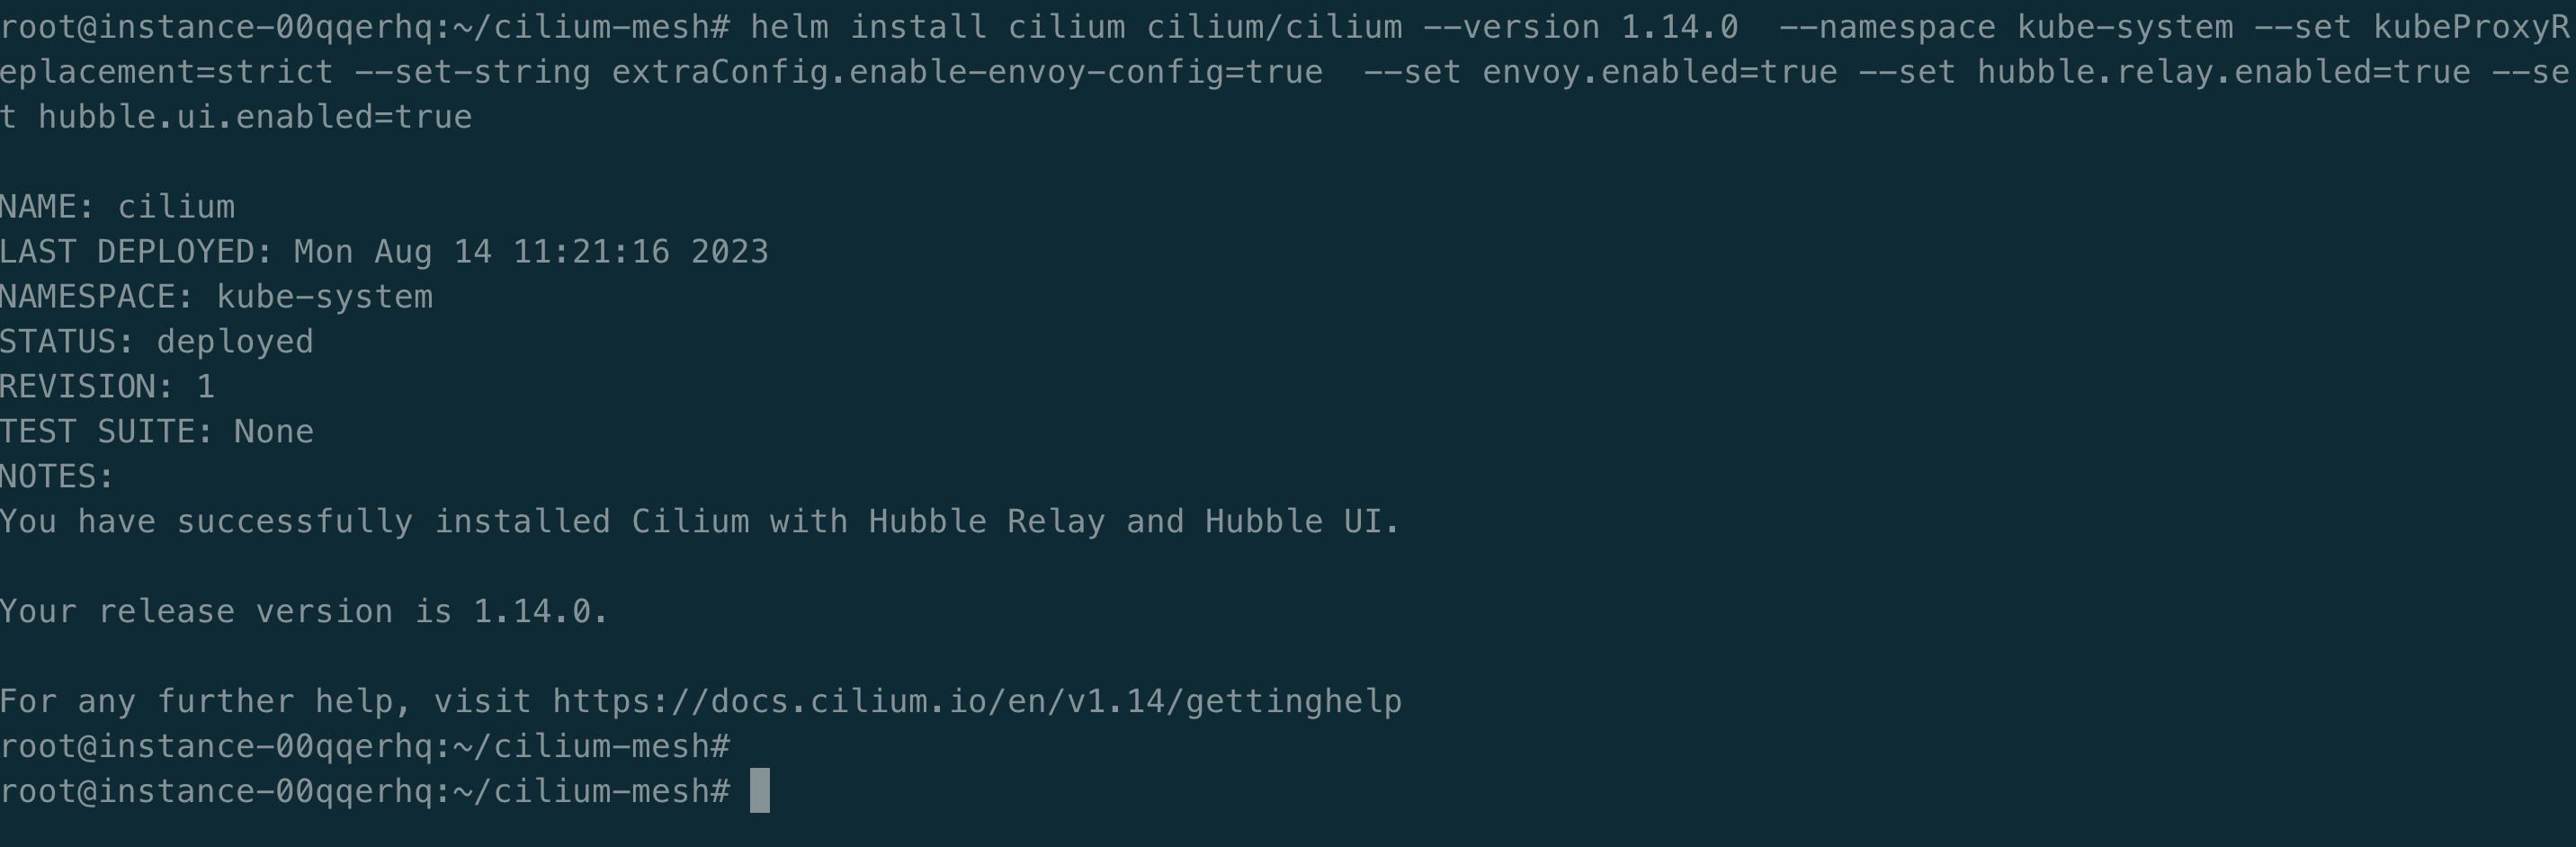 root@instance-00qqerhq:~/cilium-mesh# helm install cilium cilium/cilium --version 1.14.0  --namespace kube-system --set kubeProxyR
eplacement=strict --set-string extraConfig.enable-envoy-config=true  --set envoy.enabled=true --set hubble.relay.enabled=true --se
t hubble.ui.enabled=true
NAME: cilium
LAST DEPLOYED: Mon Aug 14 11:21:16 2023
NAMESPACE: kube-system
STATUS: deployed
REVISION: 1
TEST SUITE: None
NOTES:
You have successfully installed Cilium with Hubble Relay and Hubble UI.
Your release version is 1.14.0.
For any further help, visit https://docs.cilium.io/en/v1.14/gettinghelp
root@instance-00qqerhq:~/cilium-mesh#
root@instance-00qqerhq:~/cilium-mesh#